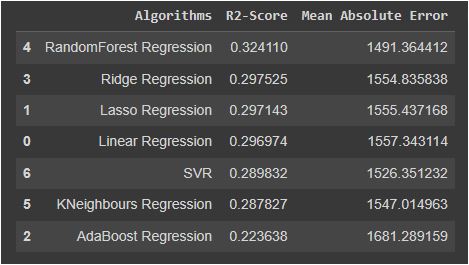 Algorithms R2-Score Mean Absolute Error
4 RandomForest Regression 0.324110 1491.364412
3 Ridge Regression 0.297525 1554.835838
1 Lasso Regression 0.297143 1555.437168
0 Linear Regression 0.296974 1557.343114
6 SVR 0.289832 1526.351232
5 KNeighbours Regression 0.287827 1547.014963
2 AdaBoost Regression 0.223638 1681.289159